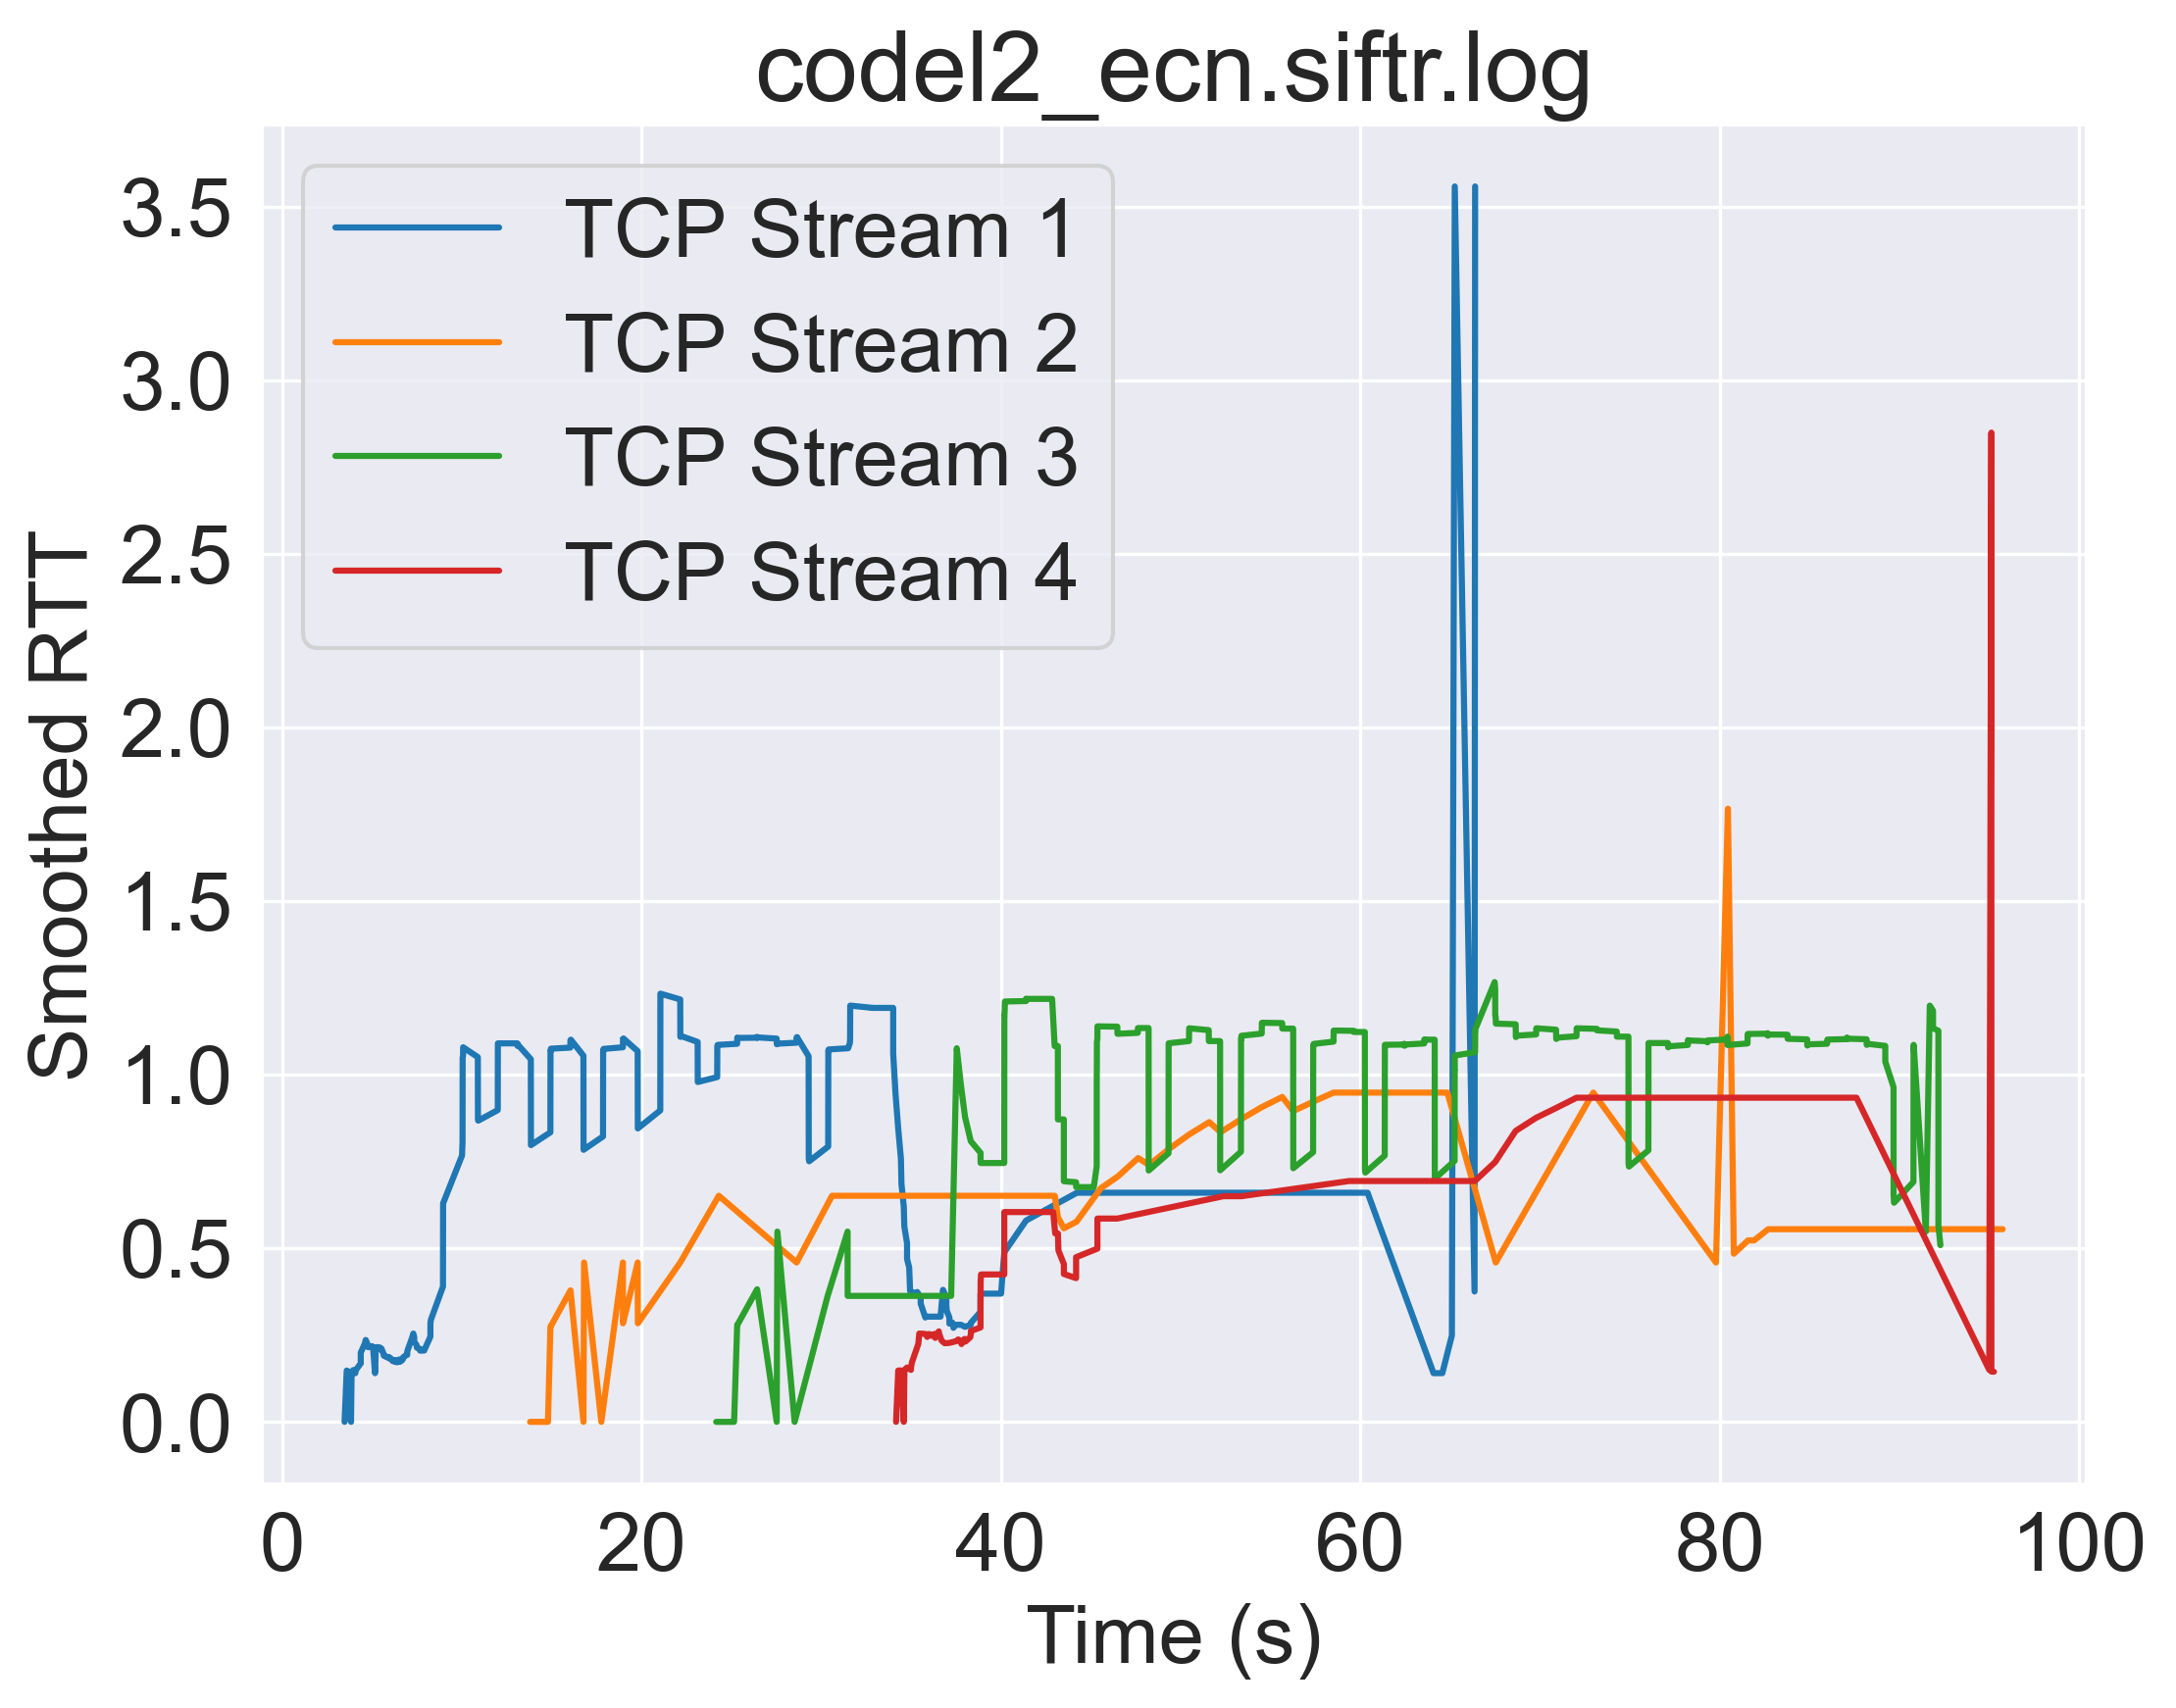 codel2_ecn.siftr.log
TCP Stream 1
TCP Stream 2
TCP Stream 3
TCP Stream 4
Smoothed RTT
3.5
3.0
2.5
2.0
1.5
1.0
0.5
0.0
0 20 40 60 80 100
Time (s)